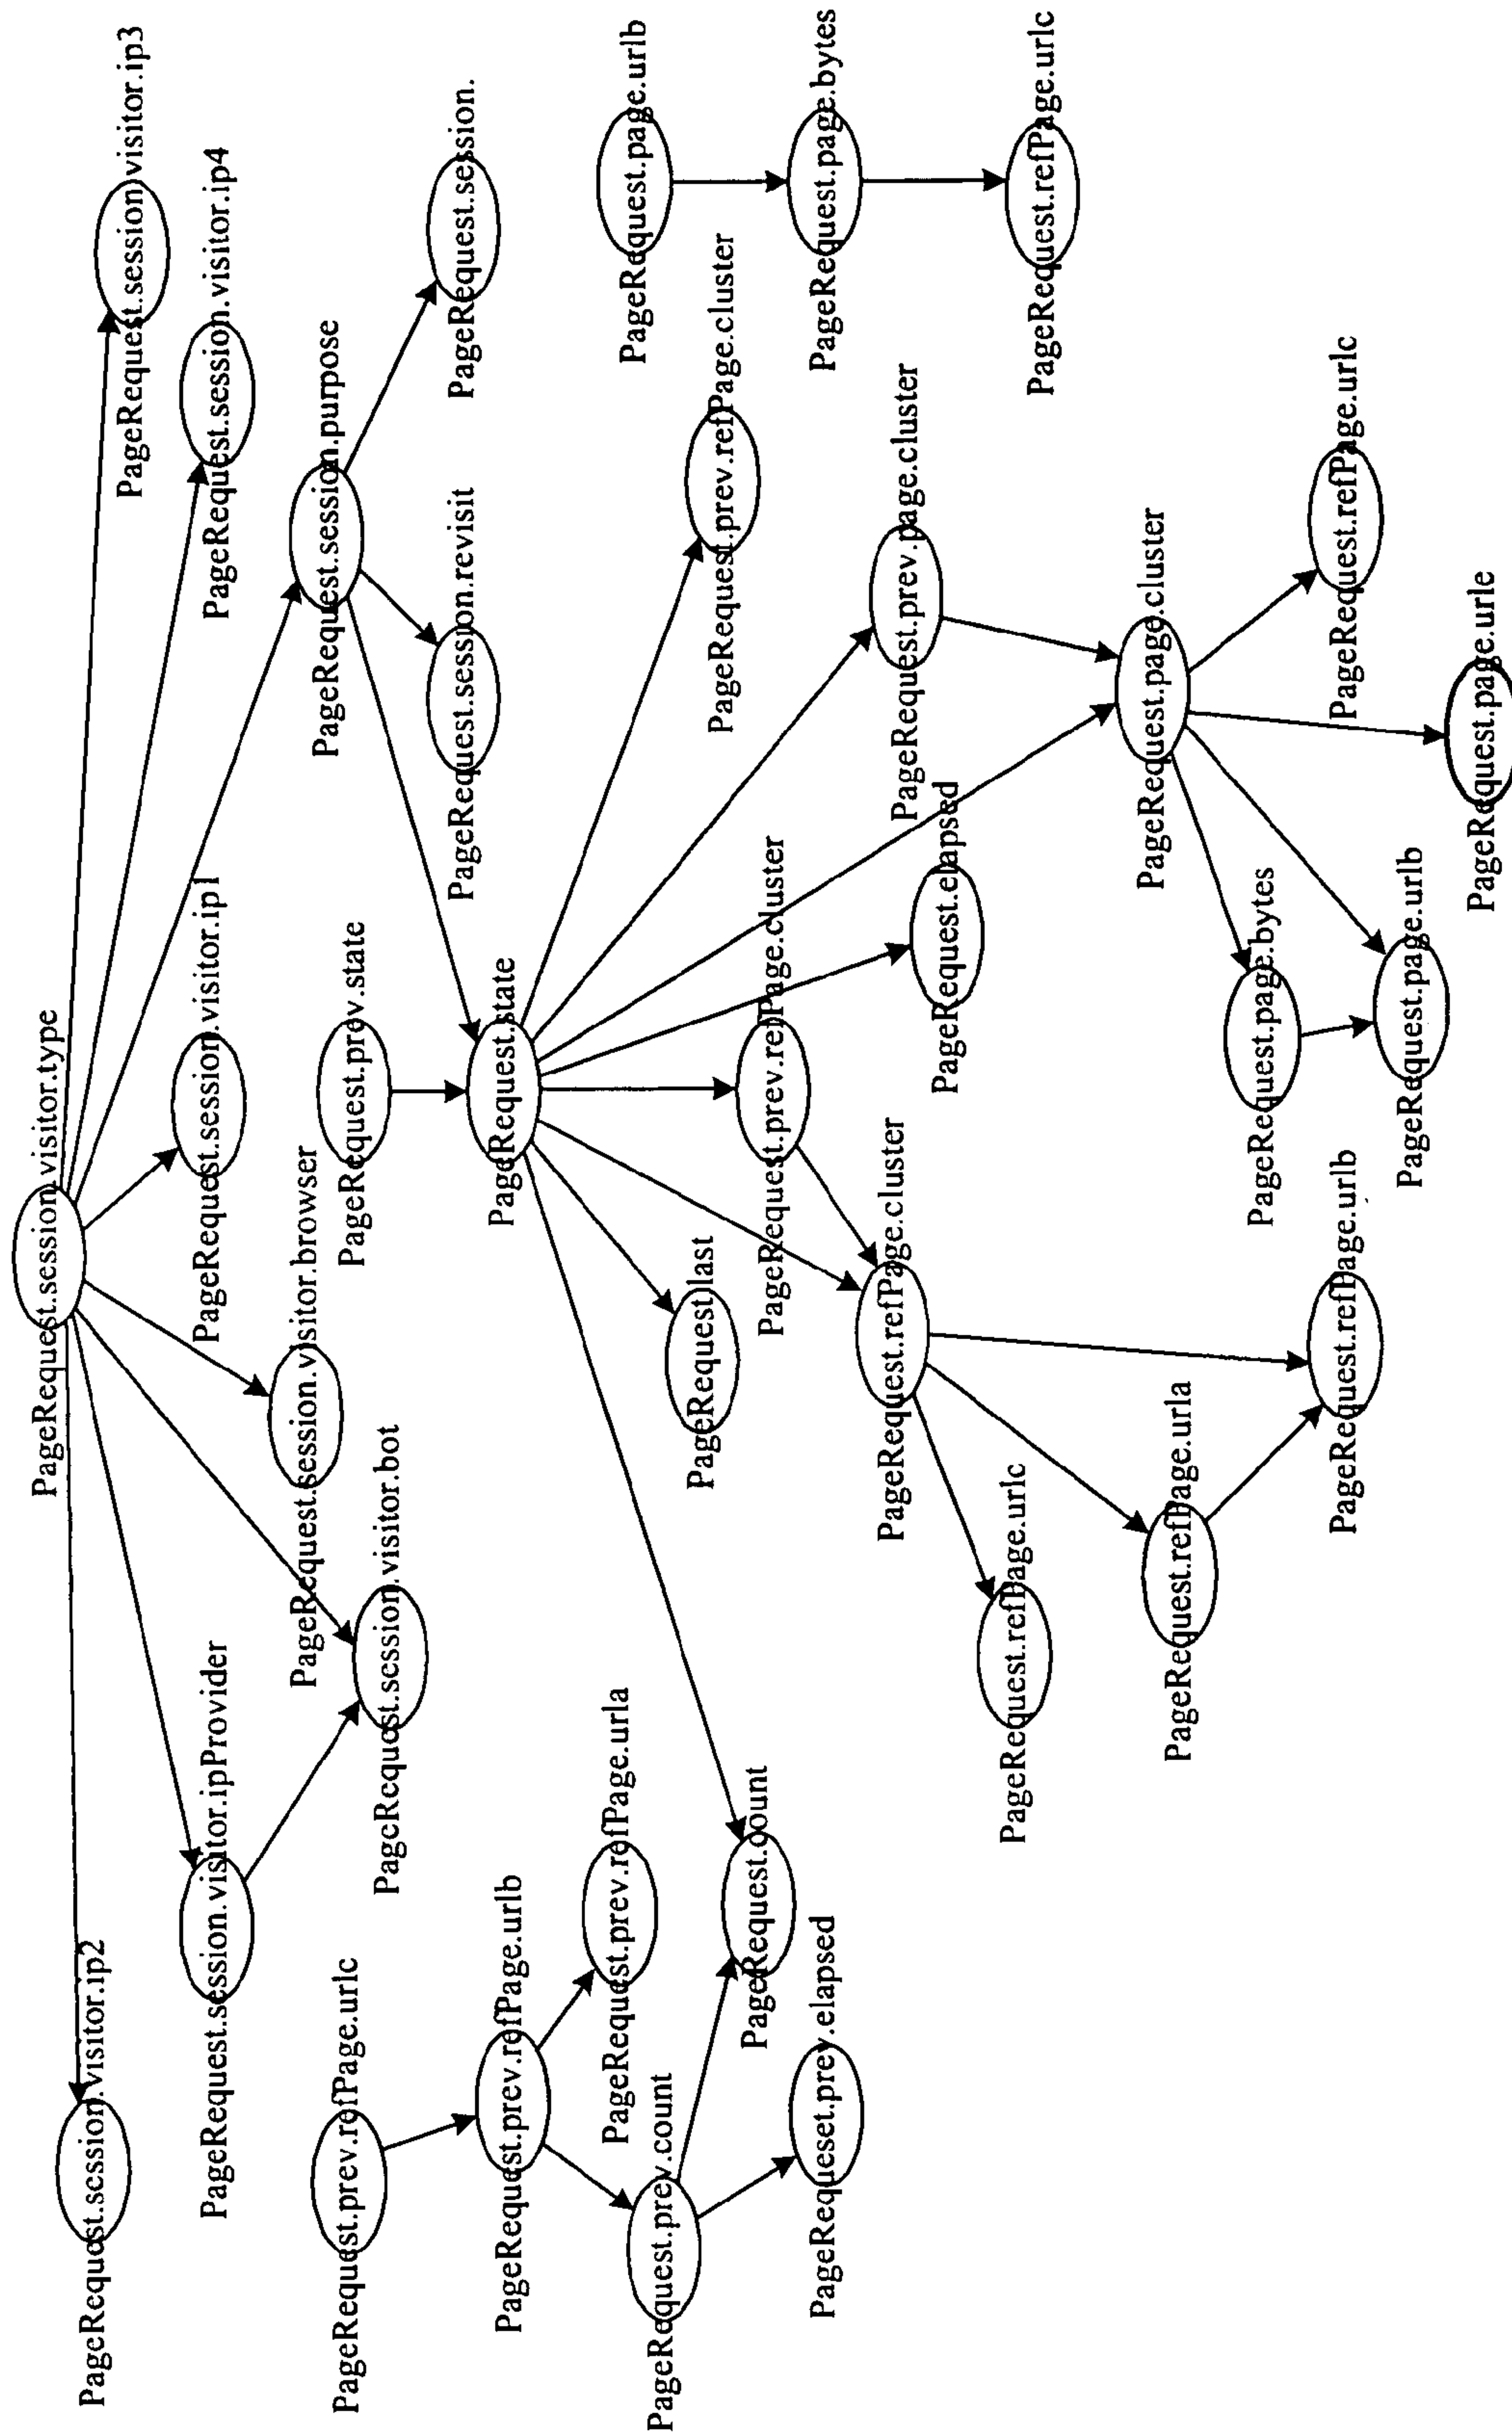 PageRequest.session.visitor.type
PageRequest.session.visitor.ip2
PageRequest.session.visitor.ip3
PageRequest.session.visitor.ipProvider
PageRequest.session.visitor.ip1
PageRequest.session.visitor.ip4
PageRequest.session.visitor.browser
PageRequest.session.purpose
PageRequest.prev.refPage.urlc
PageRequest.prev.state
PageRequest.session.visitor.bot
PageRequest.session.revisit
PageRequest.session.
PageRequest.prev.refPage.urlb
PageRequest.state
PageRequest.prev.refPage.urla
PageRequest.page.urlb
PageRequest.prev.count
PageRequest.last
PageRequest.prev.refPage.cluster
PageRequest.count
PageRequest.prev.refPage.cluster
PageRequeset.prev.elapsed
PageRequest.page.bytes
PageRequest.refPage.cluster
PageRequest.prev.page.cluster
PageRequest.elapsed
PageRequest.refPage.urlc
PageRequest.refPage.urlc
PageRequest.page.cluster
PageRequest.refPage.urla
PageRequest.page.bytes
PageRequest.refPage.urlb
PageRequest.refPage.urlc
PageRequest.page.urlb
PageRequest.page.urle